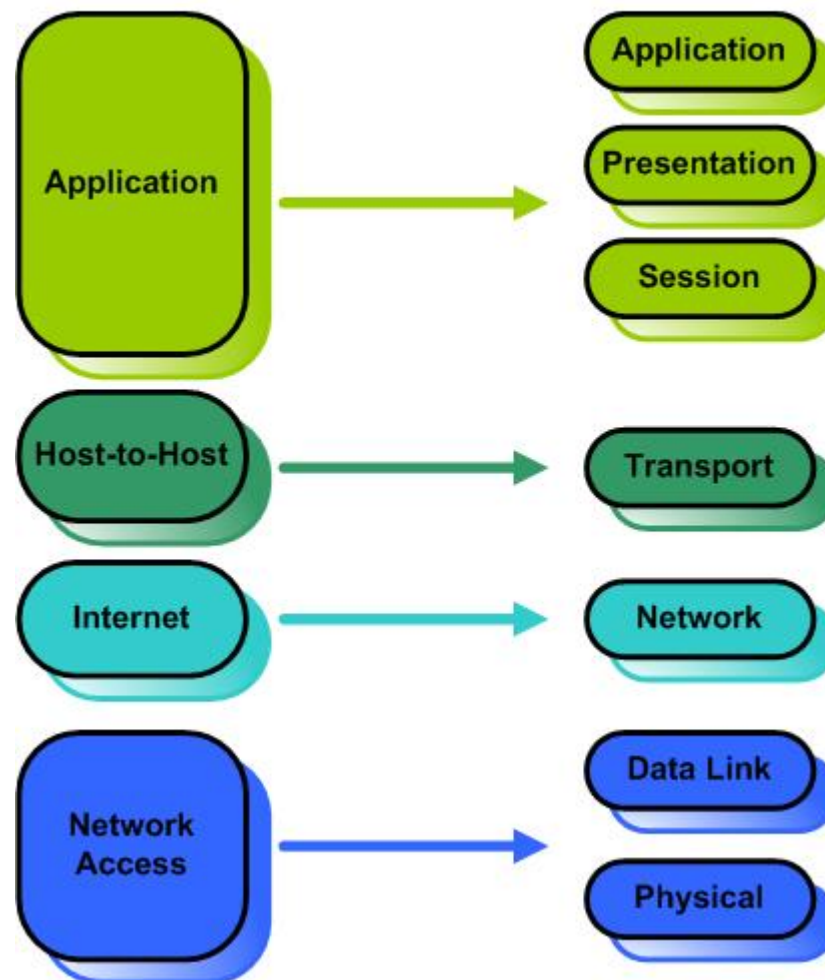 Application
Application
Presentation
Session
Host-to-Host
Transport
Internet
Network
Network
Access
Data Link
Physical